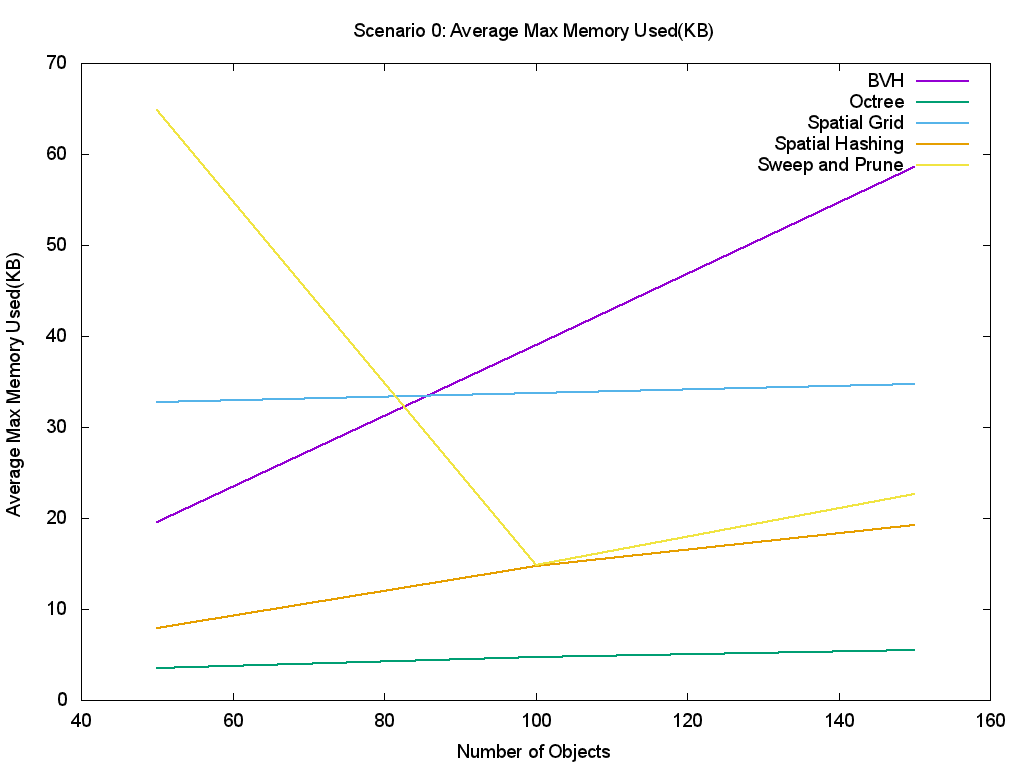 Scenario 0: Average Max Memory Used(KB)
70
60
50
40
30
20
10
0
Average Max Memory Used(KB)
BVH
Octree
Spatial Grid
Spatial Hashing
Sweep and Prune
40 60 80 100 120 140 160
Number of Objects